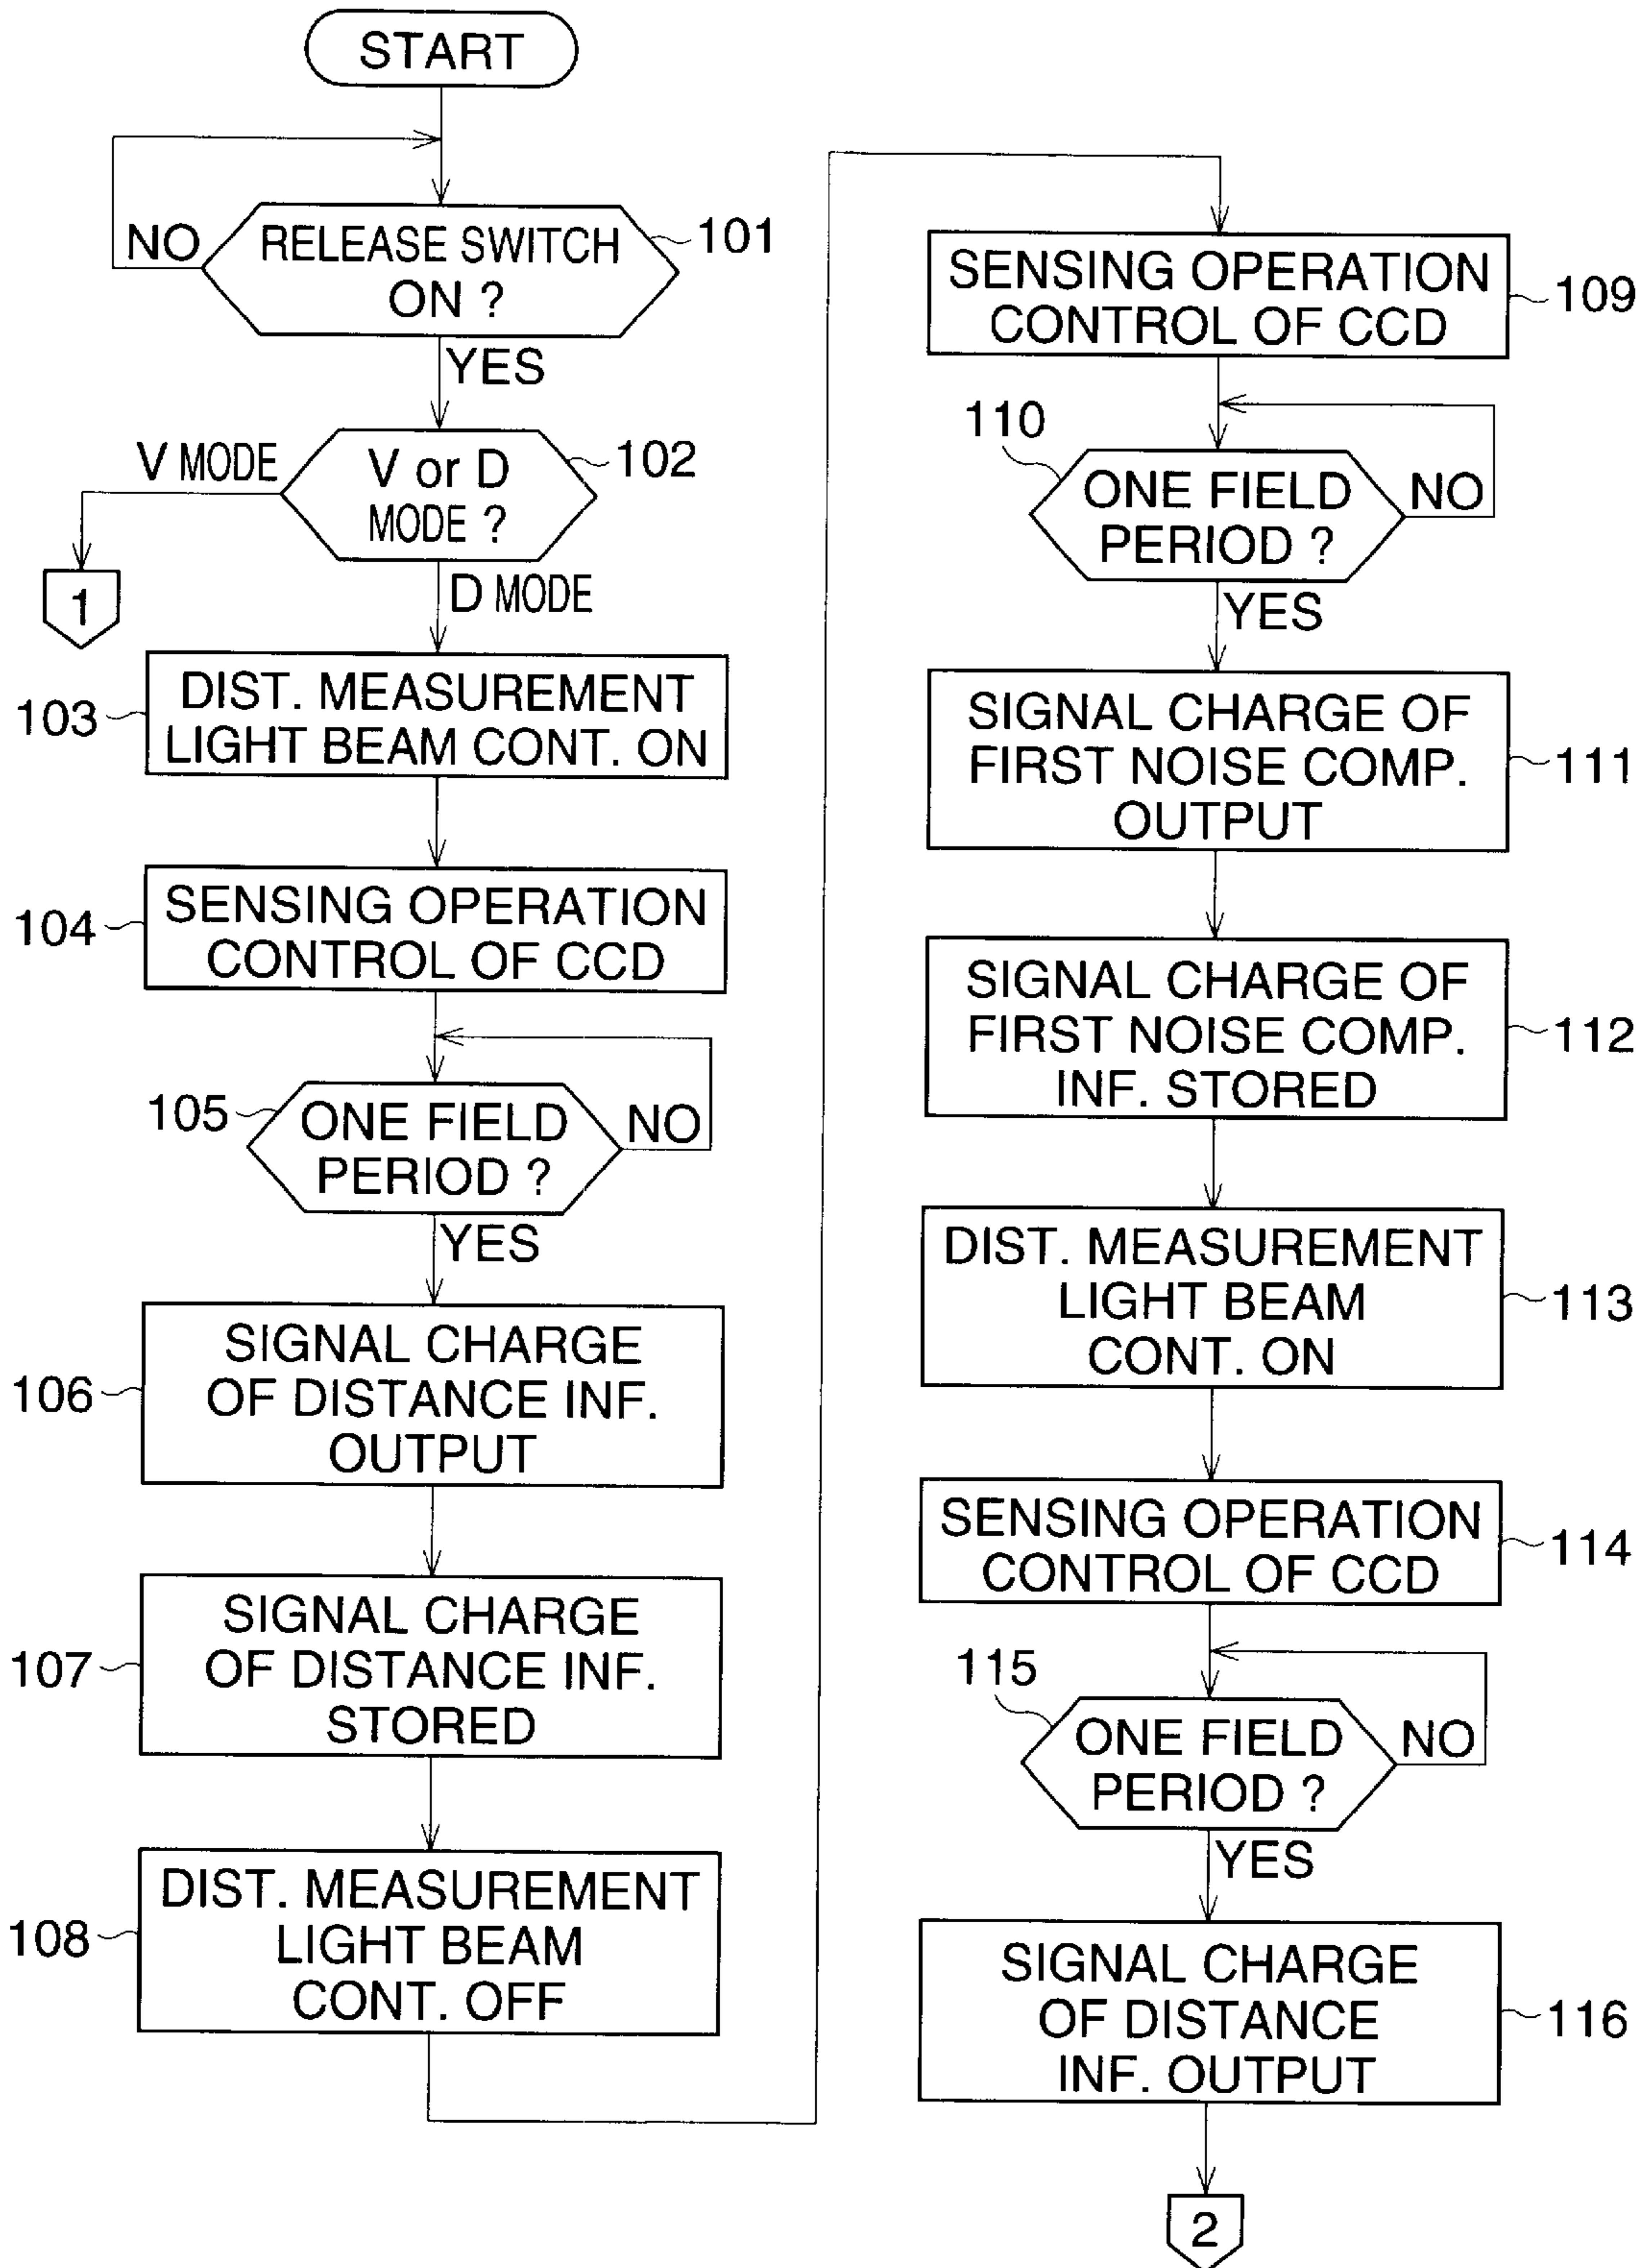 START
NO
RELEASE SWITCH
ON ?
101
YES
V MODE
V or D
MODE ?
102
1
D MODE
103
DIST. MEASUREMENT
LIGHT BEAM CONT. ON
104
SENSING OPERATION
CONTROL OF CCD
105
ONE FIELD
PERIOD ?
NO
YES
106
SIGNAL CHARGE
OF DISTANCE INF.
OUTPUT
107
SIGNAL CHARGE
OF DISTANCE INF.
STORED
108
DIST. MEASUREMENT
LIGHT BEAM
CONT. OFF
SENSING OPERATION
CONTROL OF CCD
109
110
ONE FIELD
PERIOD ?
NO
YES
SIGNAL CHARGE OF
FIRST NOISE COMP.
OUTPUT
111
SIGNAL CHARGE OF
FIRST NOISE COMP.
INF. STORED
112
DIST. MEASUREMENT
LIGHT BEAM
CONT. ON
113
SENSING OPERATION
CONTROL OF CCD
114
115
ONE FIELD
PERIOD ?
NO
YES
SIGNAL CHARGE
OF DISTANCE
INF. OUTPUT
116
2